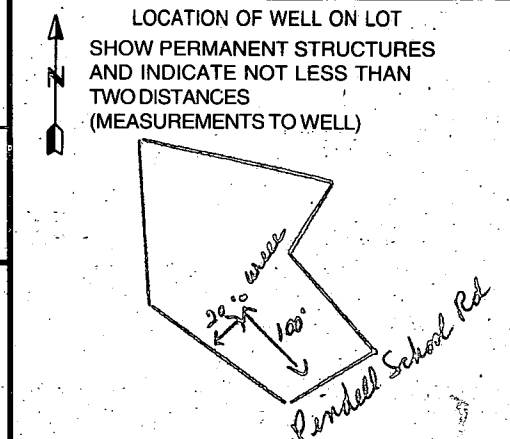 LOCATION OF WELL ON LOT
N
SHOW PERMANENT STRUCTURES
AND INDICATE NOT LESS THAN
TWO DISTANCES
(MEASUREMENTS TO WELL)
well
20'
100'
Pindell School Rd